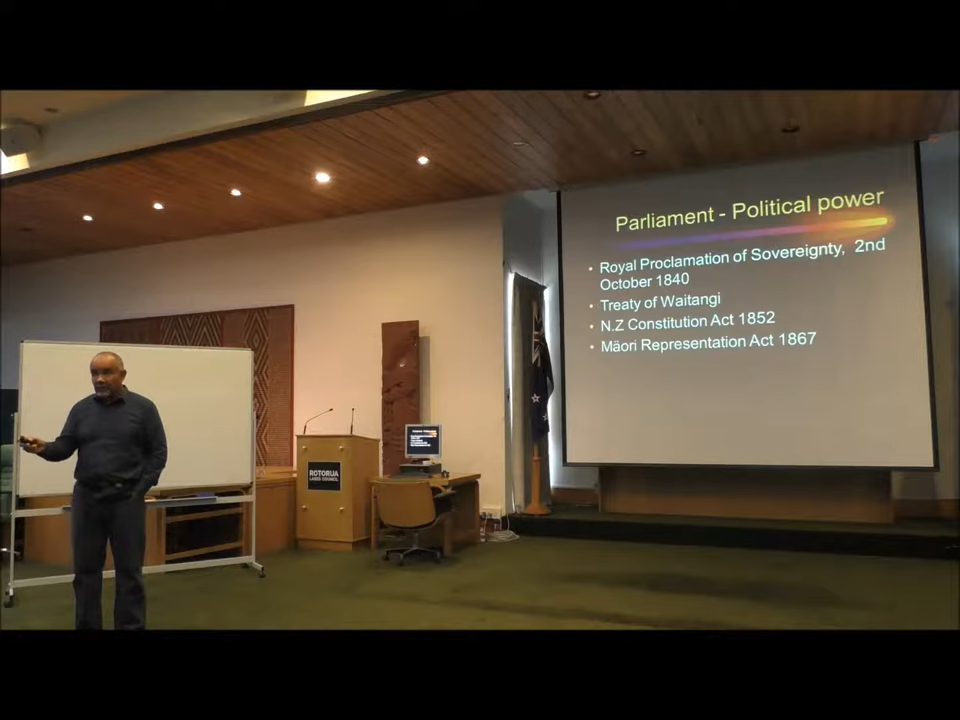 Parliament - Political power
• Royal Proclamation of Sovereignty, 2nd
October 1840
• Treaty of Waitangi
• N.Z Constitution Act 1852
• Mäori Representation Act 1867
ROTORUA
LAKES COUNCIL